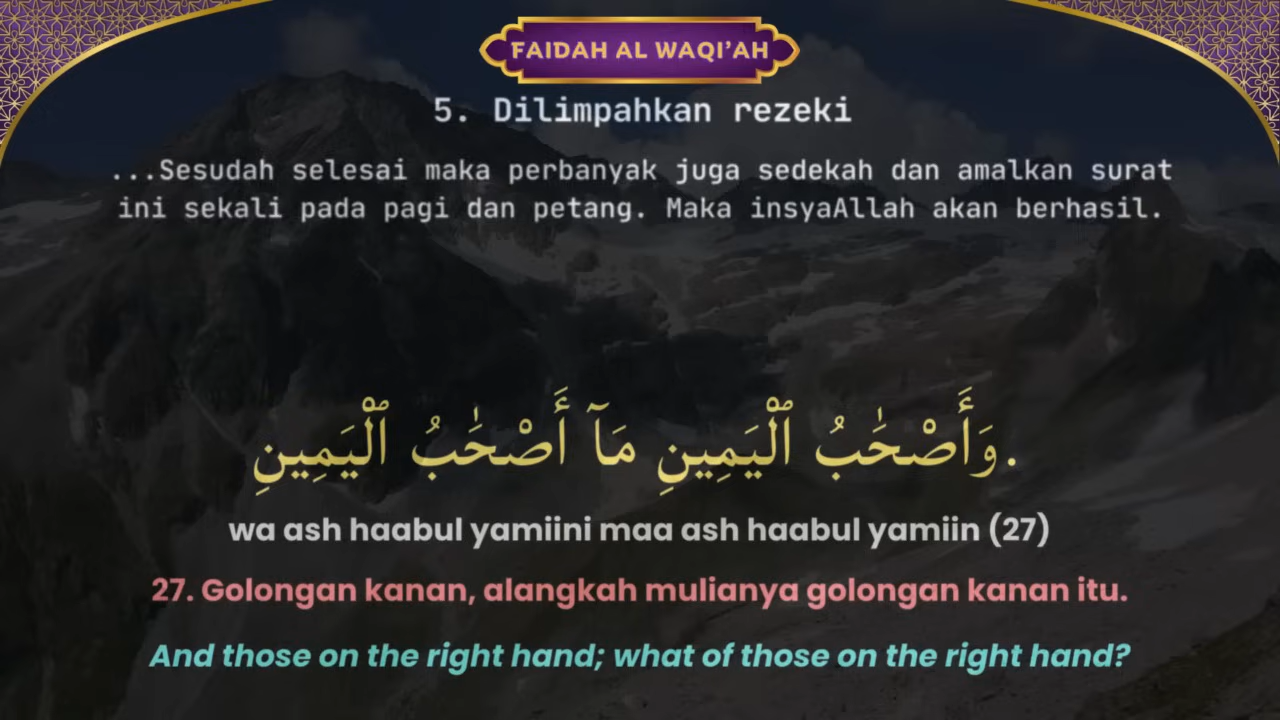 FAIDAH AL WAQI’AH
5. Dilimpahkan rezeki
...Sesudah selesai maka perbanyak juga sedekah dan amalkan surat
ini sekali pada pagi dan petang. Maka insyaAllah akan berhasil.
وَأَصْحَٰبُ ٱلْيَمِينِ مَآ أَصْحَٰبُ ٱلْيَمِينِ.
wa ash haabul yamiini maa ash haabul yamiin (27)
27. Golongan kanan, alangkah mulianya golongan kanan itu.
And those on the right hand; what of those on the right hand?